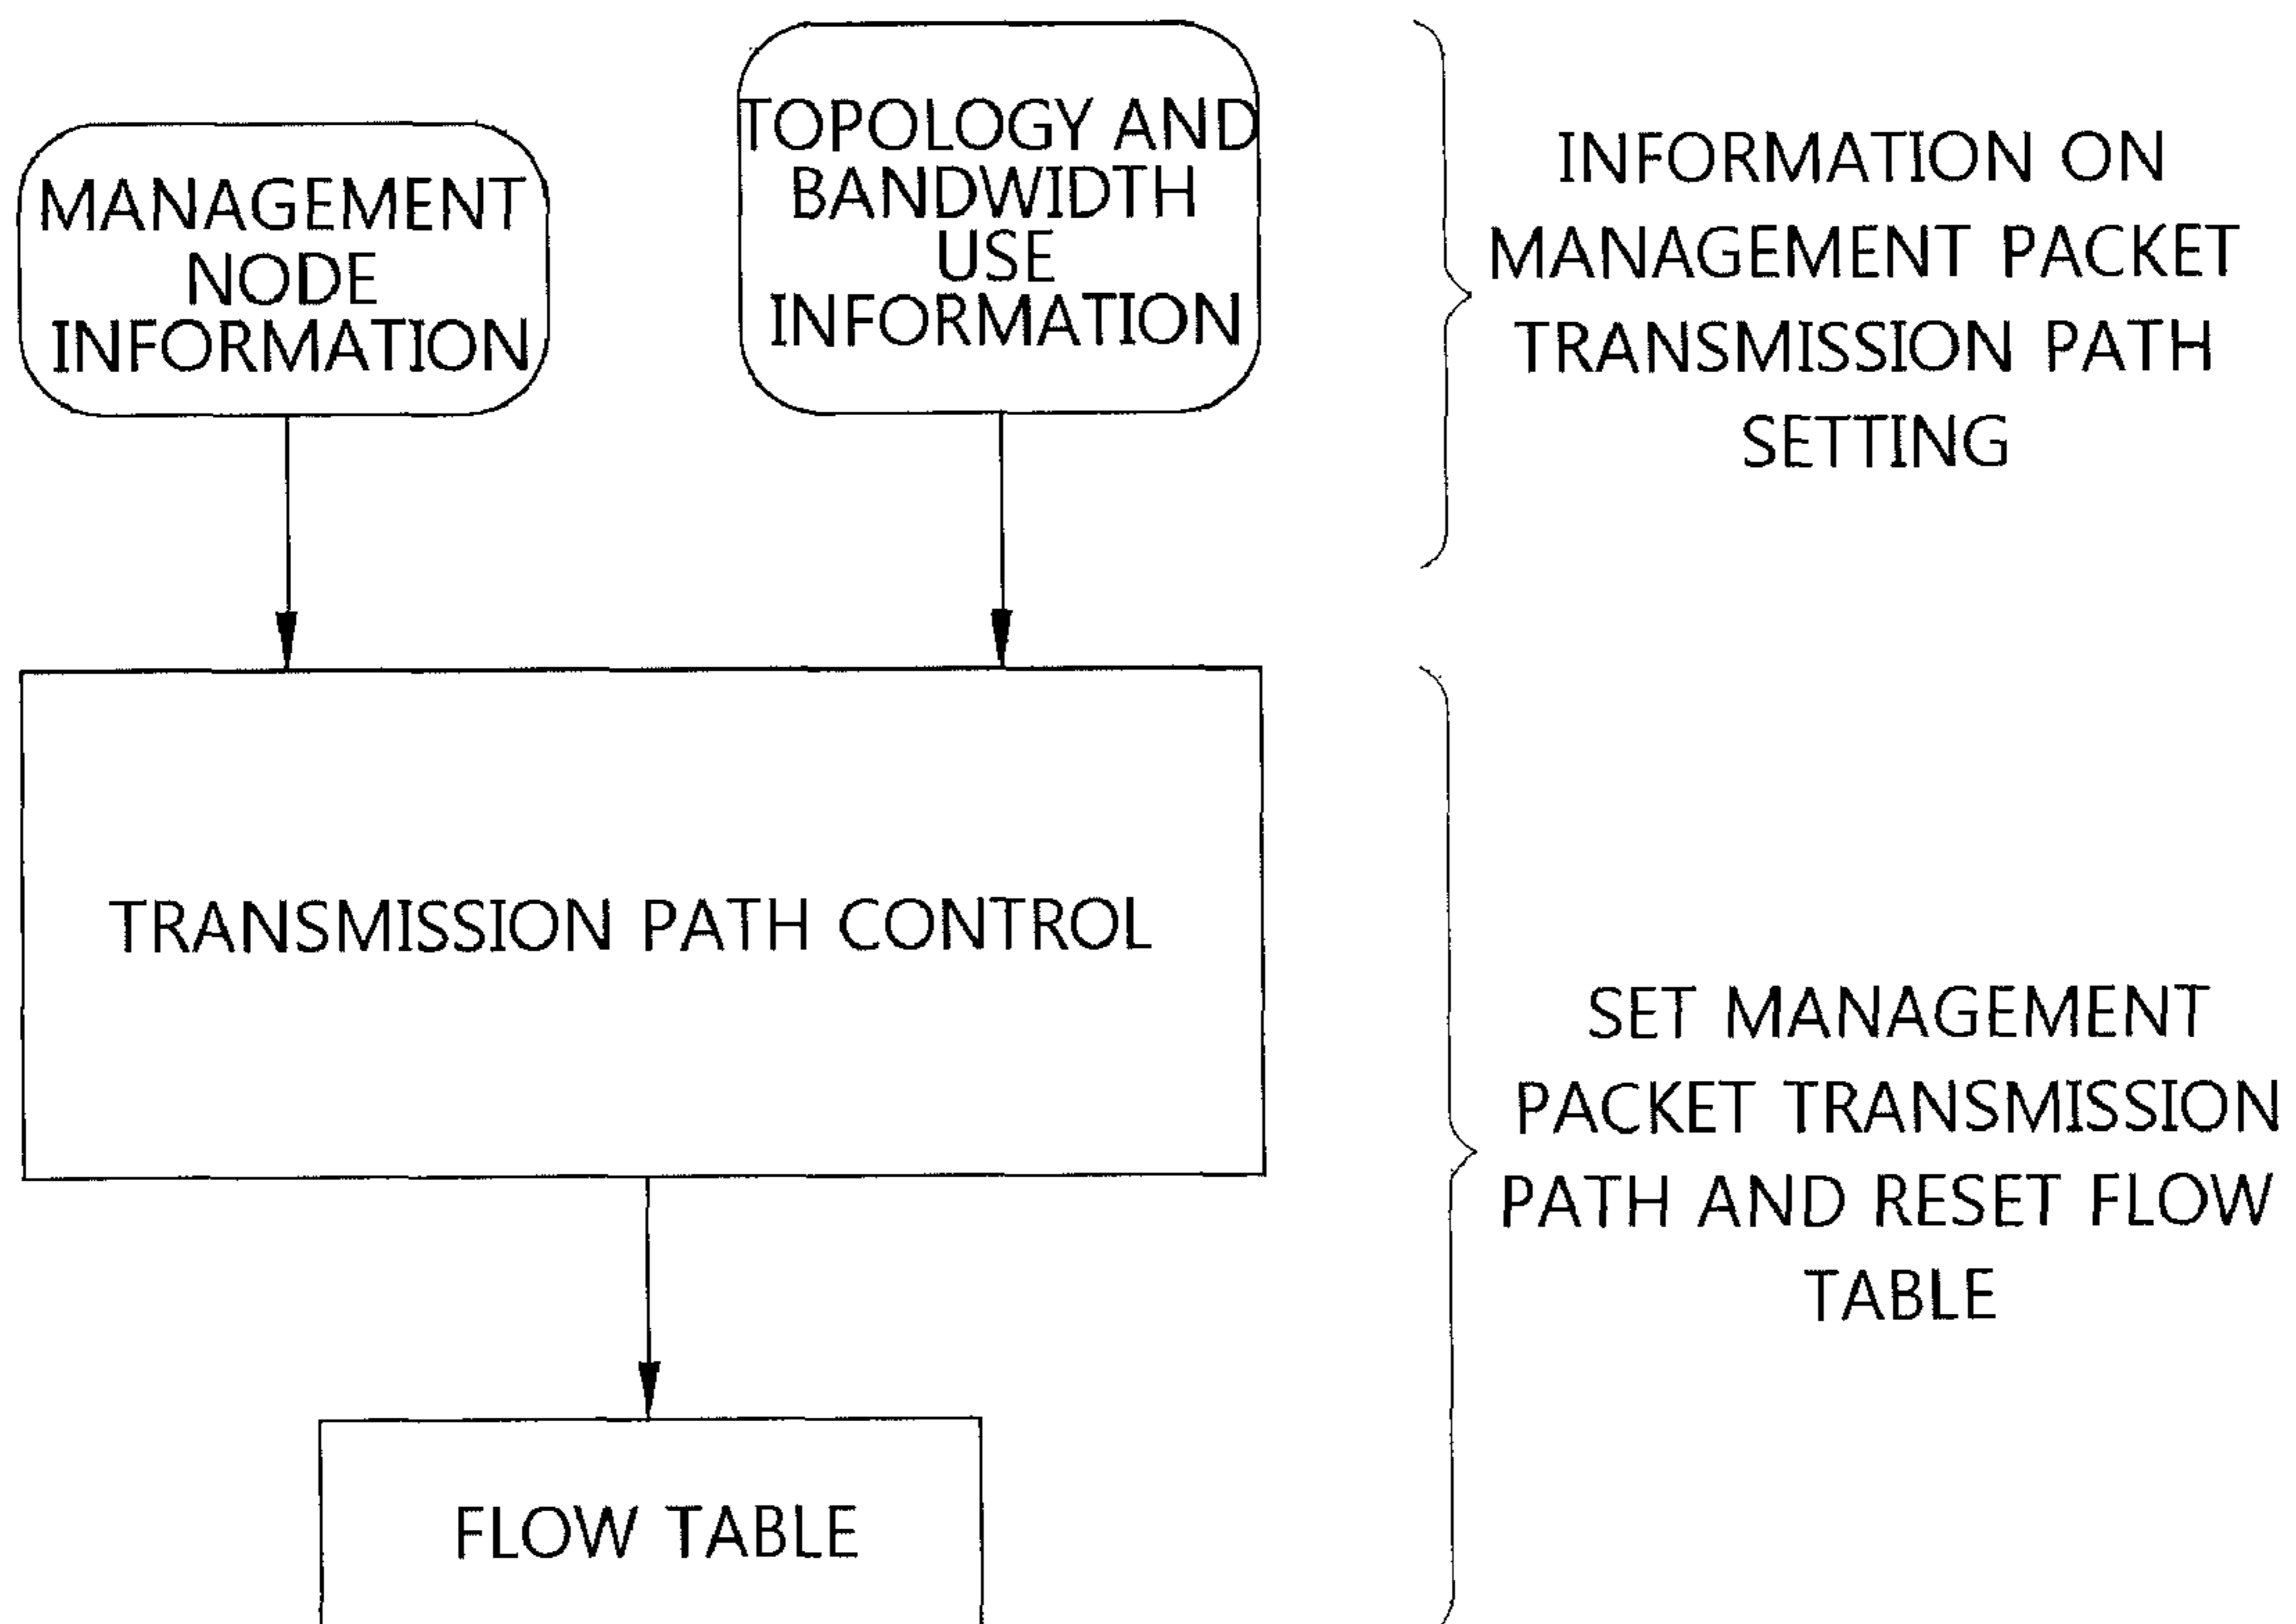 MANAGEMENT
NODE
INFORMATION
TOPOLOGY AND
BANDWIDTH
USE
INFORMATION
INFORMATION ON
MANAGEMENT PACKET
TRANSMISSION PATH
SETTING
TRANSMISSION PATH CONTROL
SET MANAGEMENT
PACKET TRANSMISSION
PATH AND RESET FLOW
TABLE
FLOW TABLE